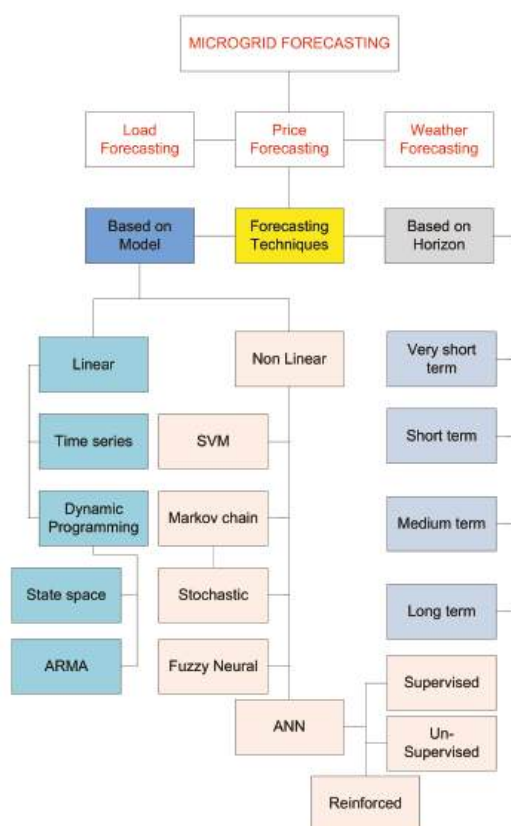 MICROGRID FORECASTING
Load
Forecasting
Price
Forecasting
Weather
Forecasting
Based on
Model
Forecasting
Techniques
Based on
Horizon
Linear
Non Linear
Very short
term
Time series
SVM
Short term
Dynamic
Programming
Markov chain
Medium term
State space
Stochastic
Long term
ARMA
Fuzzy Neural
Supervised
ANN
Un-
Supervised
Reinforced